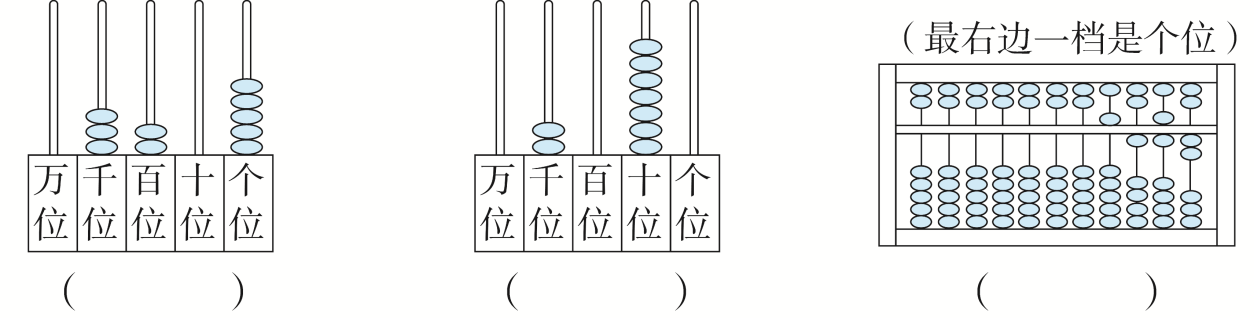 （最右边一档是个位）
万位 千位 百位 十位 个位
万位 千位 百位 十位 个位
（ ） （ ） （ ）